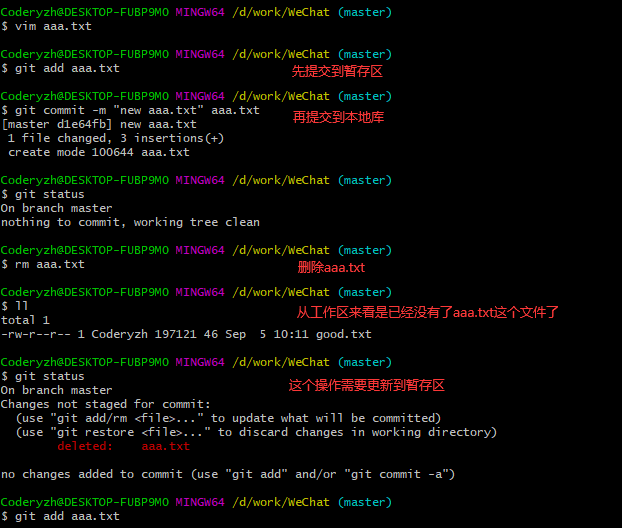 Coderyzh@DESKTOP-FUBP9MO MINGW64 /d/work/WeChat (master)
$ vim aaa.txt
Coderyzh@DESKTOP-FUBP9MO MINGW64 /d/work/WeChat (master)
$ git add aaa.txt 先提交到暂存区
Coderyzh@DESKTOP-FUBP9MO MINGW64 /d/work/WeChat (master)
$ git commit -m "new aaa.txt" aaa.txt 再提交到本地库
[master d1e64fb] new aaa.txt
1 file changed, 3 insertions(+)
create mode 100644 aaa.txt
Coderyzh@DESKTOP-FUBP9MO MINGW64 /d/work/WeChat (master)
$ git status
On branch master
nothing to commit, working tree clean
Coderyzh@DESKTOP-FUBP9MO MINGW64 /d/work/WeChat (master)
$ rm aaa.txt 删除aaa.txt
Coderyzh@DESKTOP-FUBP9MO MINGW64 /d/work/WeChat (master)
$ ll 从工作区来看是已经没有了aaa.txt这个文件了
total 1
-rw-r--r-- 1 Coderyzh 197121 46 Sep  5 10:11 good.txt
Coderyzh@DESKTOP-FUBP9MO MINGW64 /d/work/WeChat (master)
$ git status 这个操作需要更新到暂存区
On branch master
Changes not staged for commit:
(use "git add/rm <file>..." to update what will be committed)
(use "git restore <file>..." to discard changes in working directory)
deleted:    aaa.txt
no changes added to commit (use "git add" and/or "git commit -a")
Coderyzh@DESKTOP-FUBP9MO MINGW64 /d/work/WeChat (master)
$ git add aaa.txt